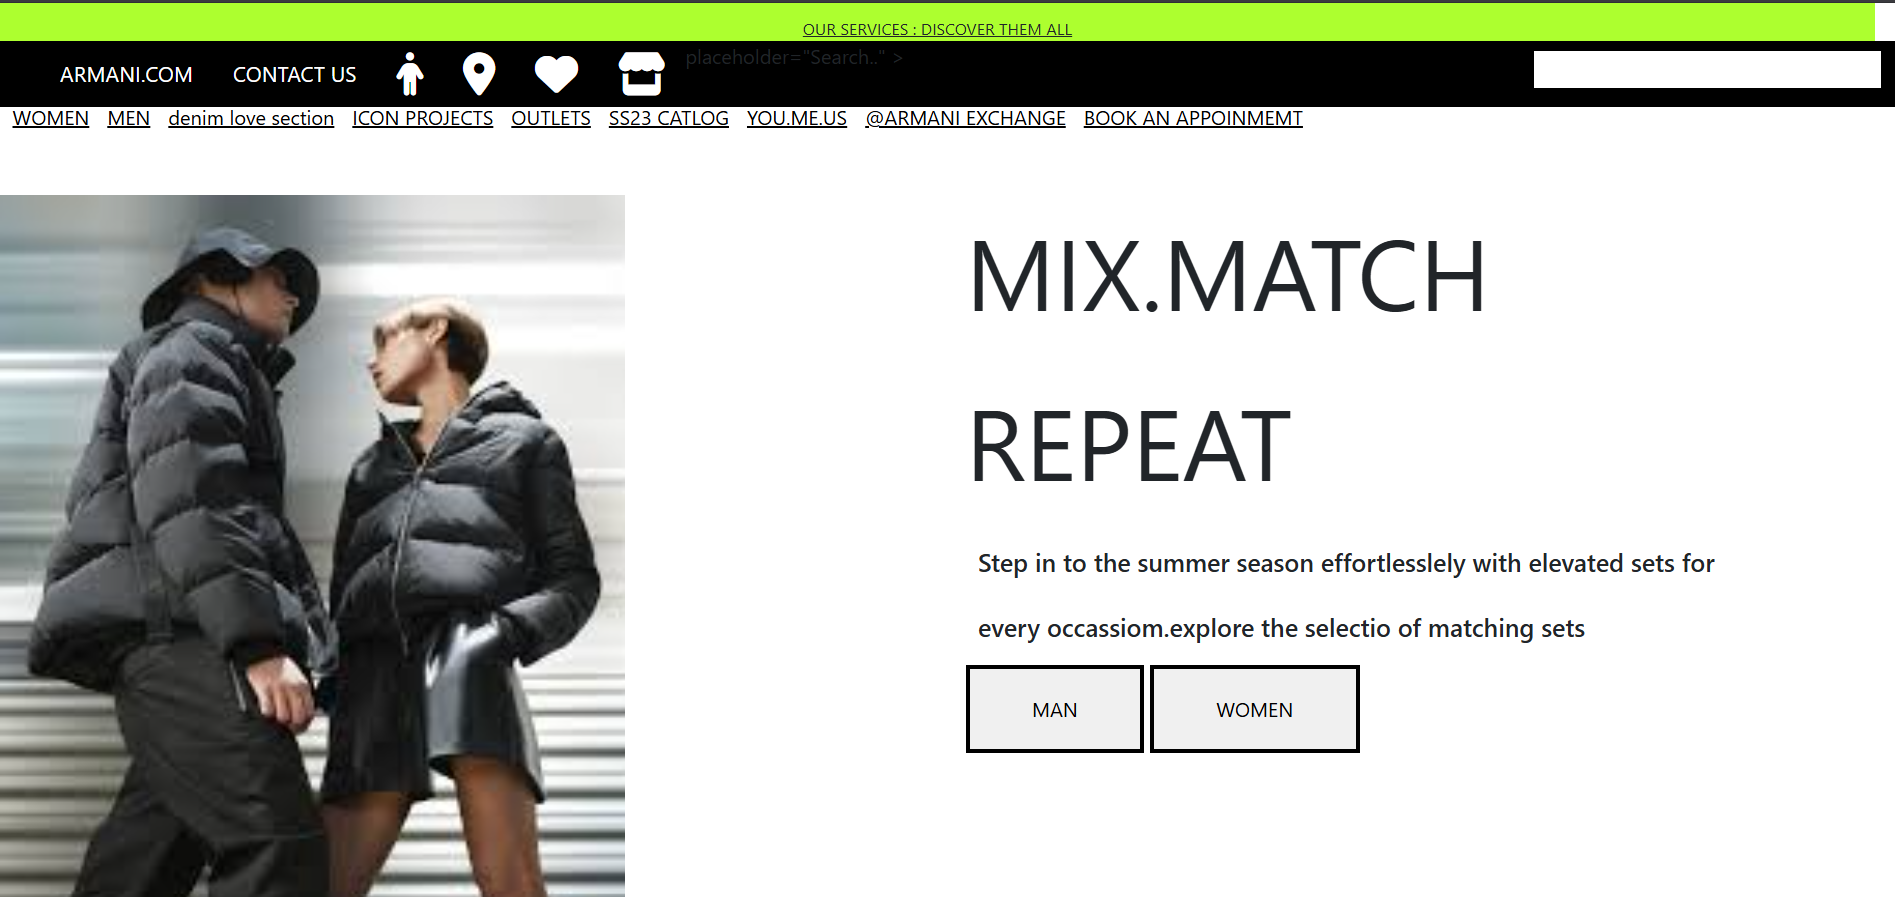 OUR SERVICES : DISCOVER THEM ALL
ARMANI.COM CONTACT US placeholder="Search.." >
WOMEN MEN denim love section ICON PROJECTS OUTLETS SS23 CATLOG YOU.ME.US @ARMANI EXCHANGE BOOK AN APPOINMEMT
MIX.MATCH
REPEAT
Step in to the summer season effortlesslely with elevated sets for
every occassiom.explore the selectio of matching sets
MAN WOMEN